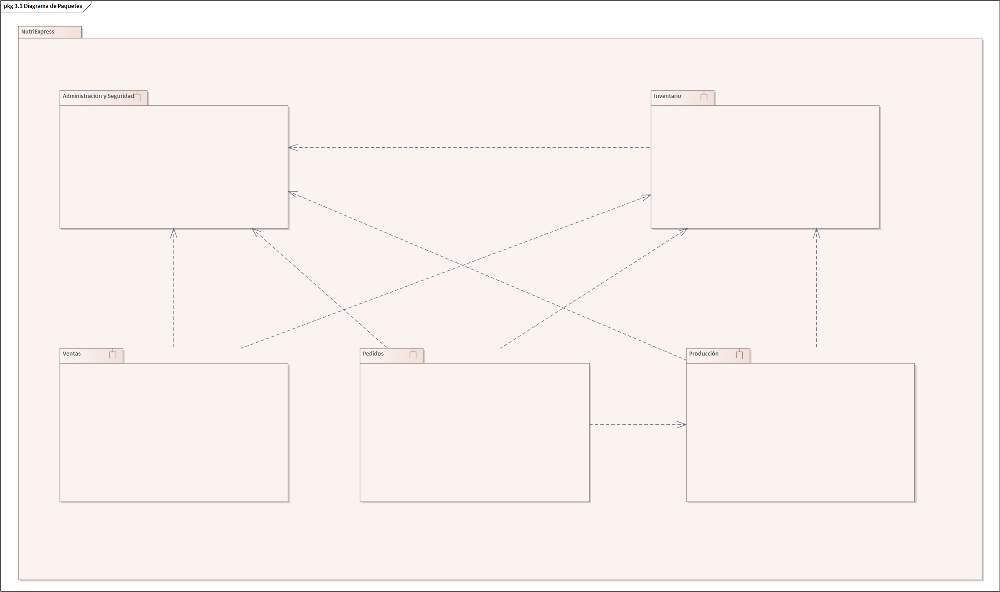 pkg 3.1 Diagrama de Paquetes
NutriExpress
Administración y Seguridad
Inventario
Ventas
Pedidos
Producción